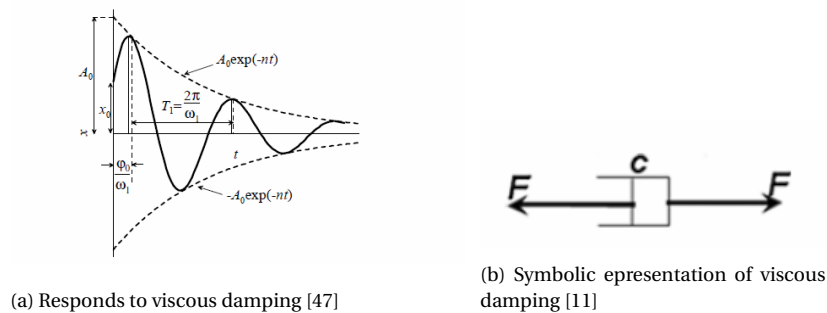 A₀exp(-nt)
A₀
T₁=2π/ω₁
x₀
x
t
φ₀/ω₁
-A₀exp(-nt)
(a) Responds to viscous damping [47]
c
F F
(b) Symbolic epresentation of viscous
damping [11]